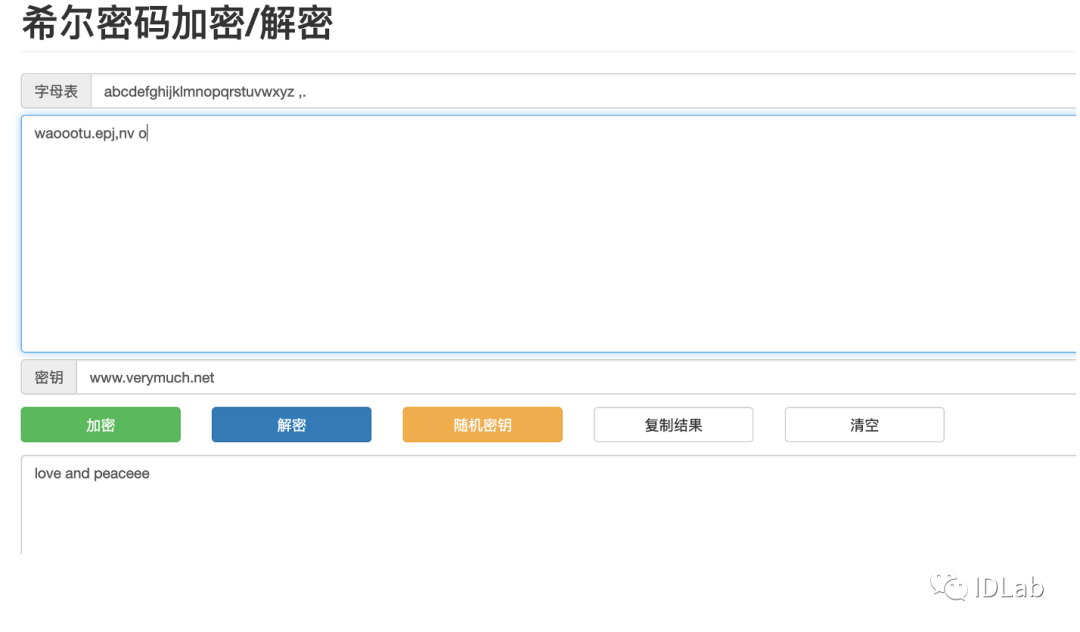 希尔密码加密/解密
字母表 abcdefghijklmnopqrstuvwxyz ,.
waoootu.epj,nv o
密钥 www.verymuch.net
加密 解密 随机密钥 复制结果 清空
love and peaceee
IDLab